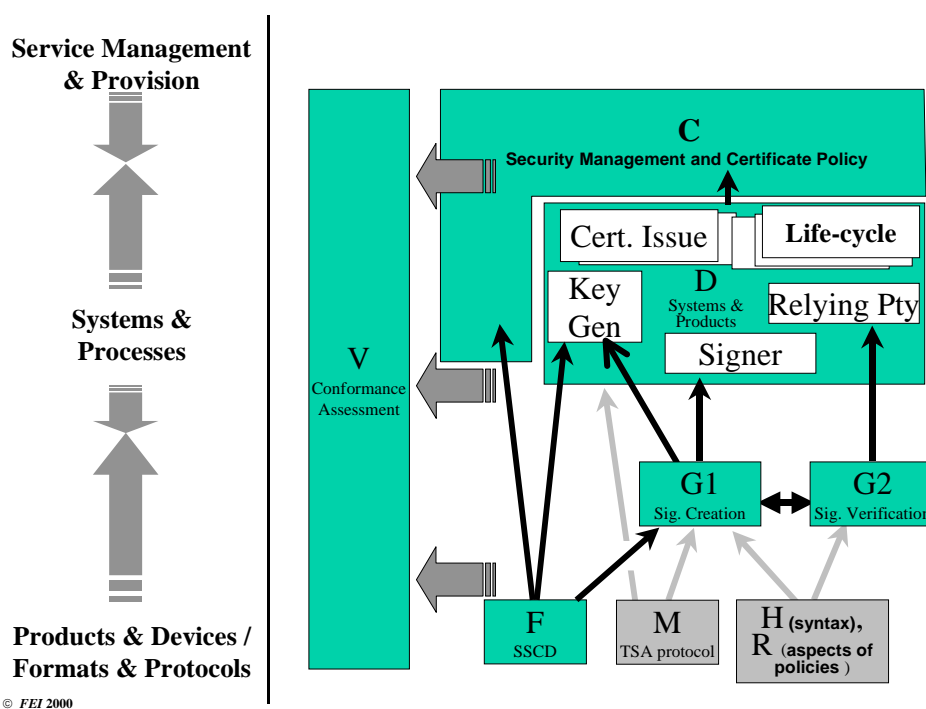 Service Management
& Provision
Systems &
Processes
Products & Devices /
Formats & Protocols
© FEI 2000
V
Conformance
Assessment
C
Security Management and Certificate Policy
Cert. Issue
Life-cycle
Key
Gen
D
Systems &
Products
Relying Pty
Signer
G1
Sig. Creation
G2
Sig. Verification
F
SSCD
M
TSA protocol
H (syntax),
R (aspects of
policies )